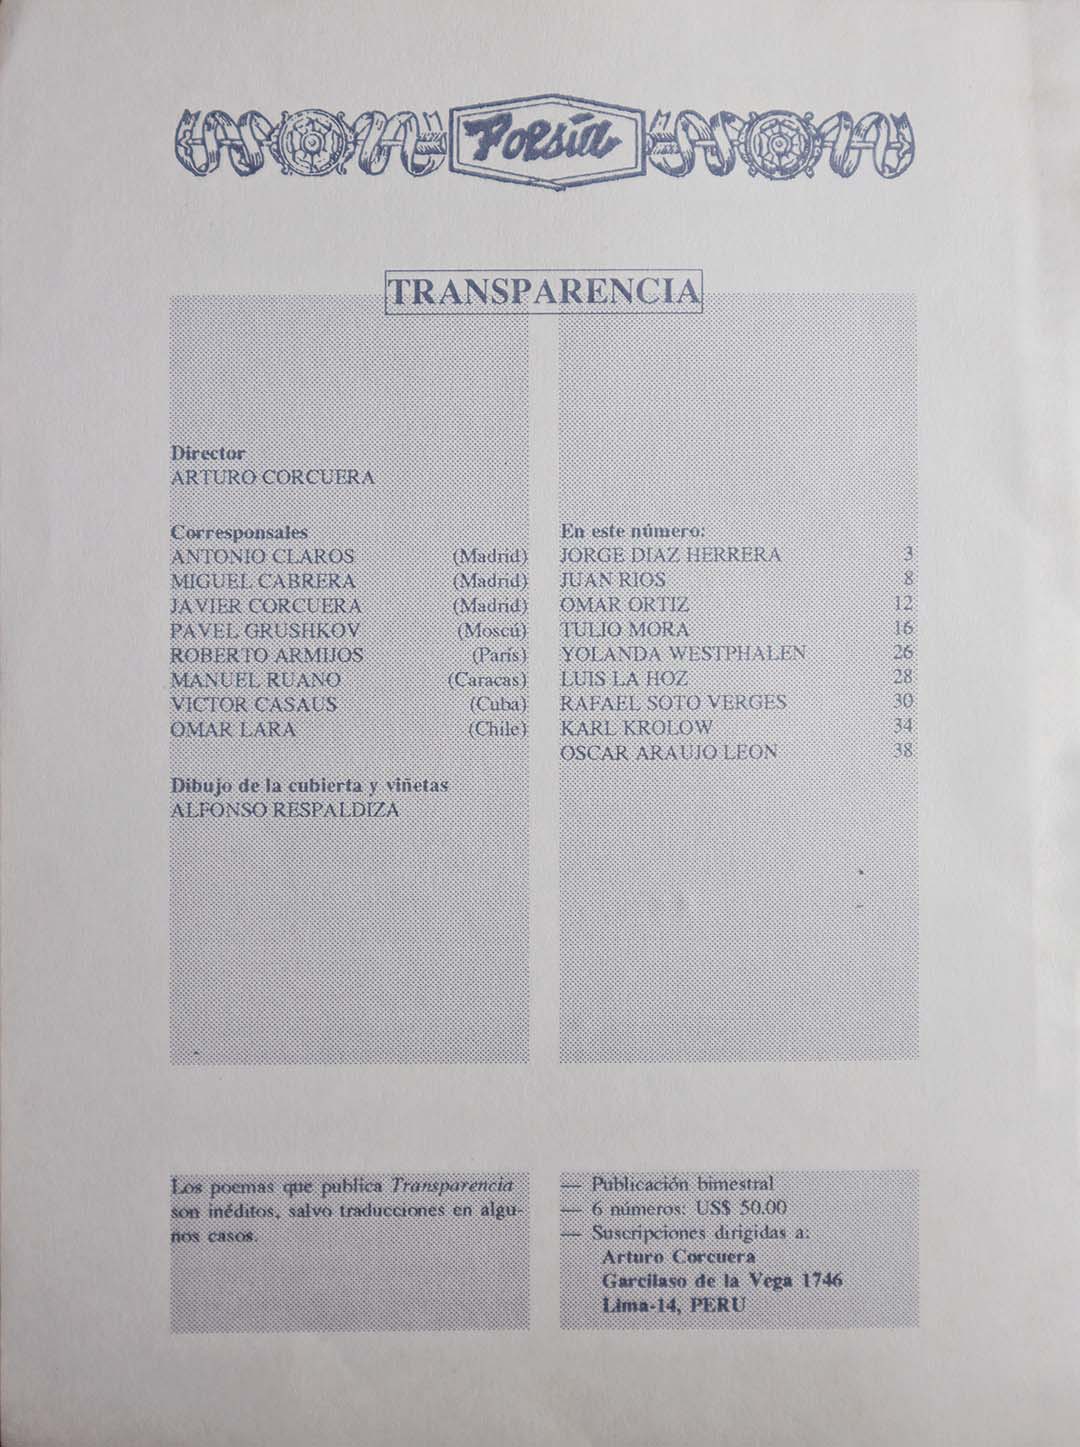 Poesía
TRANSPARENCIA
Director
ARTURO CORCUERA
Corresponsales
ANTONIO CLAROS (Madrid)
MIGUEL CABRERA (Madrid)
JAVIER CORCUERA (Madrid)
PAVEL GRUSHKOV (Moscú)
ROBERTO ARMIJOS (París)
MANUEL RUANO (Caracas)
VICTOR CASAUS (Cuba)
OMAR LARA (Chile)
Dibujo de la cubierta y viñetas
ALFONSO RESPALDIZA
En este número:
JORGE DIAZ HERRERA 3
JUAN RIOS 8
OMAR ORTIZ 12
TULIO MORA 16
YOLANDA WESTPHALEN 26
LUIS LA HOZ 28
RAFAEL SOTO VERGES 30
KARL KROLOW 34
OSCAR ARAUJO LEON 38
Los poemas que publica Transparencia
son inéditos, salvo traducciones en algu-
nos casos.
— Publicación bimestral
— 6 números: US$ 50.00
— Suscripciones dirigidas a:
Arturo Corcuera
Garcilaso de la Vega 1746
Lima-14, PERU